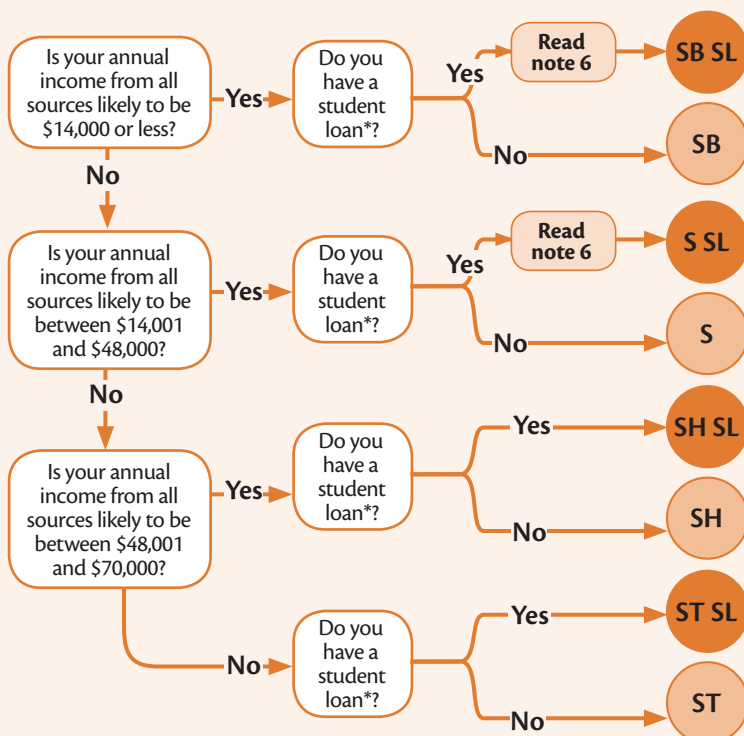 Is your annual
income from all
sources likely to be
$14,000 or less?
Yes
Do you
have a
student
loan*?
Yes
Read
note 6
SB SL
No
SB
No
Is your annual
income from all
sources likely to be
between $14,001
and $48,000?
Yes
Do you
have a
student
loan*?
Yes
Read
note 6
S SL
No
S
No
Is your annual
income from all
sources likely to be
between $48,001
and $70,000?
Yes
Do you
have a
student
loan*?
Yes
SH SL
No
SH
No
Do you
have a
student
loan*?
Yes
ST SL
No
ST